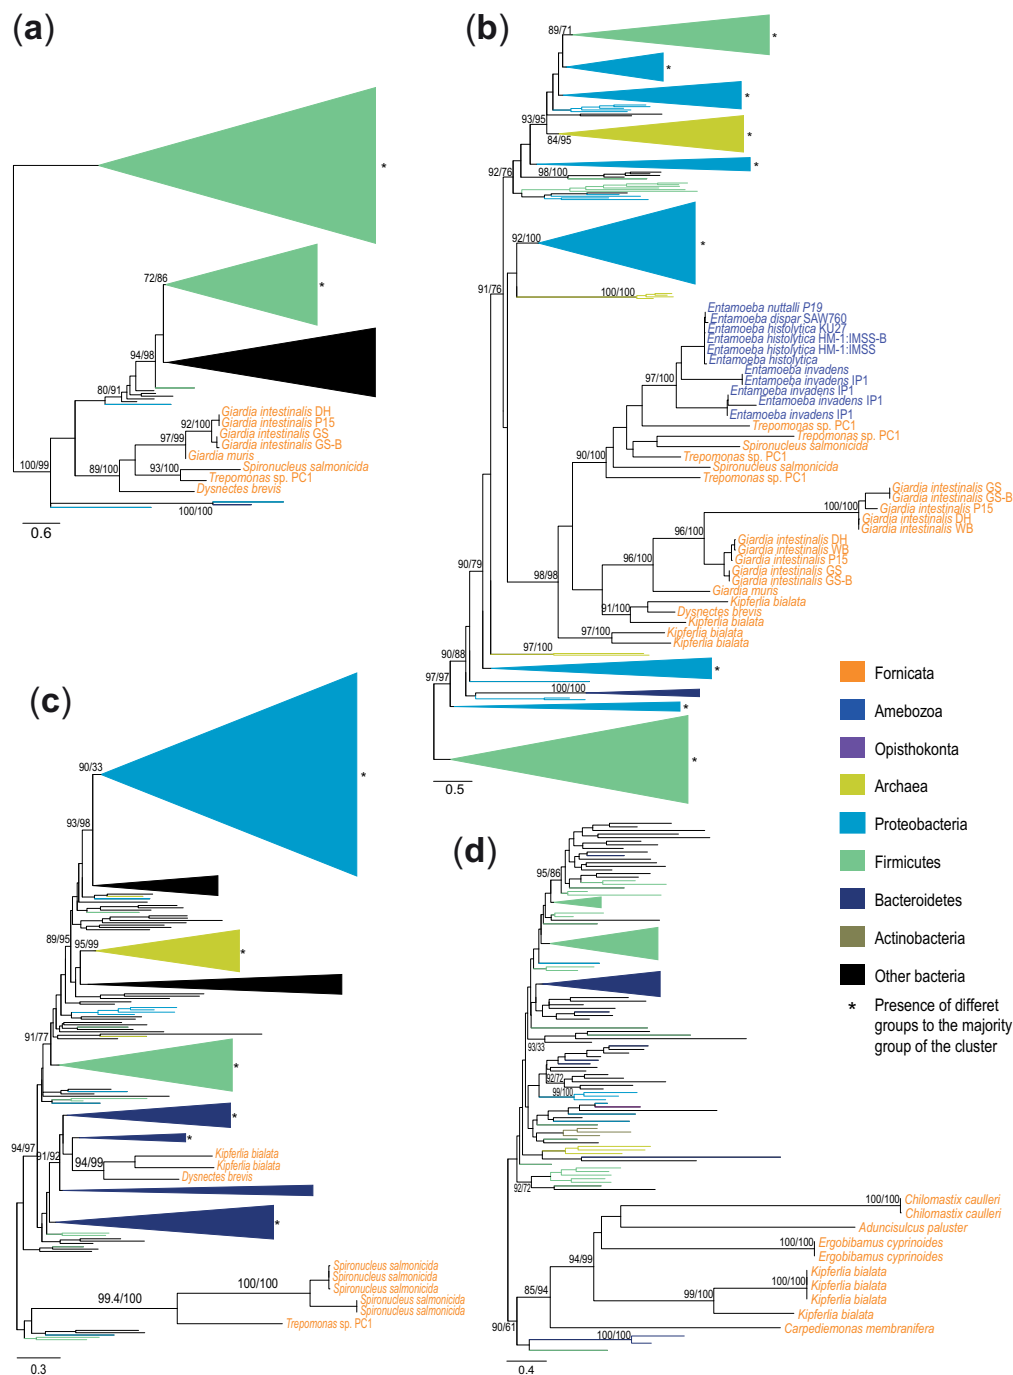 (a)
*
72/86
*
94/98
80/91
Giardia intestinalis DH
Giardia intestinalis P15
92/100
Giardia intestinalis GS
97/99
Giardia intestinalis GS-B
Giardia muris
100/99
89/100
93/100
Spironucleus salmonicida
Trepomonas sp. PC1
Dysnectes brevis
100/100
0.6
(b)
89/71
*
*
*
93/95
84/95
*
*
92/76
98/100
92/100
*
91/76
100/100
Entamoeba nuttalli P19
Entamoeba dispar SAW760
Entamoeba histolytica KU27
Entamoeba histolytica HM-1:IMSS-B
Entamoeba histolytica HM-1:IMSS
Entamoeba histolytica
97/100
Entamoeba invadens
Entamoeba invadens IP1
Entamoeba invadens IP1
Entamoeba invadens IP1
Entamoeba invadens IP1
Trepomonas sp. PC1
Trepomonas sp. PC1
Spironucleus salmonicida
90/100
Trepomonas sp. PC1
Spironucleus salmonicida
Trepomonas sp. PC1
Giardia intestinalis GS
Giardia intestinalis GS-B
100/100
Giardia intestinalis P15
Giardia intestinalis DH
Giardia intestinalis WB
96/100
Giardia intestinalis DH
Giardia intestinalis WB
96/100
Giardia intestinalis P15
Giardia intestinalis GS
Giardia intestinalis GS-B
90/79
98/98
Giardia muris
Kipferlia bialata
91/100
Dysnectes brevis
Kipferlia bialata
97/100
Kipferlia bialata
Kipferlia bialata
97/100
90/88
*
97/97
100/100
*
*
0.5
(c)
90/33
*
93/98
89/95
95/99
*
91/77
*
*
*
94/97
91/92
94/99
Kipferlia bialata
Kipferlia bialata
Dysnectes brevis
*
100/100
Spironucleus salmonicida
Spironucleus salmonicida
Spironucleus salmonicida
99.4/100
Spironucleus salmonicida
Spironucleus salmonicida
Trepomonas sp. PC1
0.3
(d)
95/86
93/33
92/72
99/100
92/72
100/100
Chilomastix caulleri
Chilomastix caulleri
Aduncisulcus paluster
100/100
Ergobibamus cyprinoides
Ergobibamus cyprinoides
94/99
Kipferlia bialata
100/100
Kipferlia bialata
85/94
99/100
Kipferlia bialata
Kipferlia bialata
90/61
Carpediemonas membranifera
100/100
0.4
Fornicata
Amebozoa
Opisthokonta
Archaea
Proteobacteria
Firmicutes
Bacteroidetes
Actinobacteria
Other bacteria
* Presence of differet
groups to the majority
group of the cluster